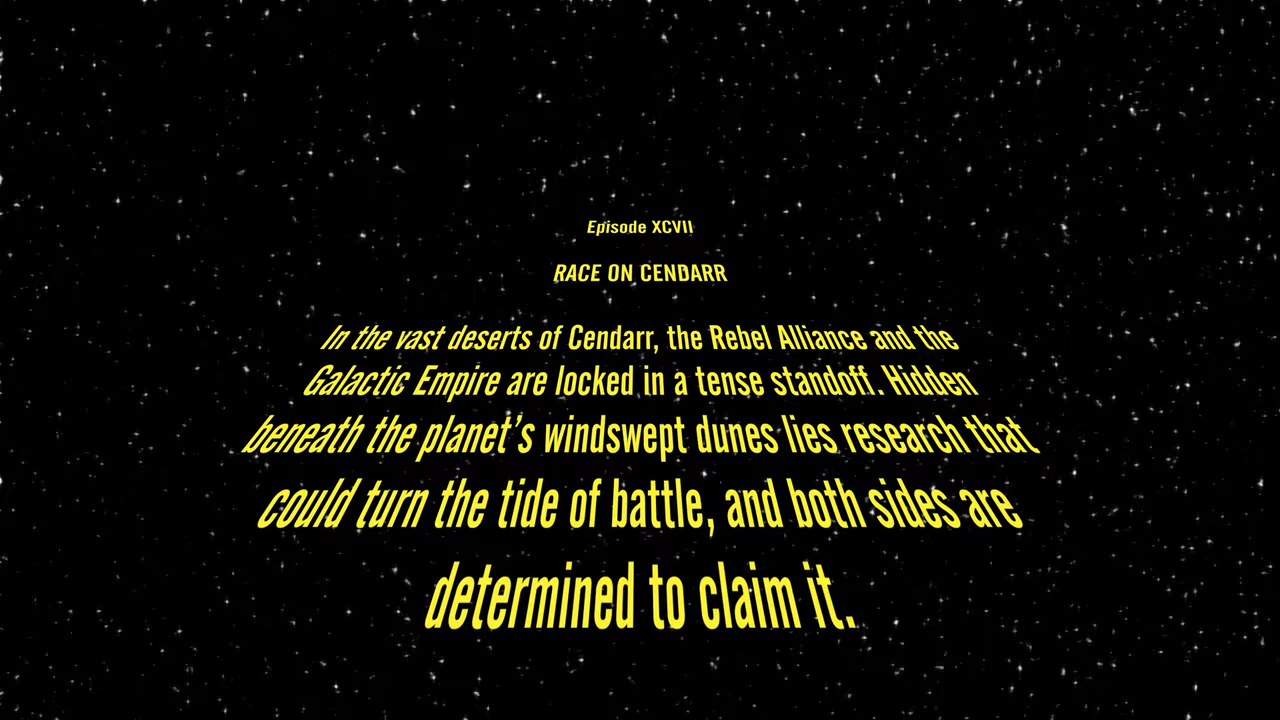 Episode XCVII
RACE ON CENDARR
In the vast deserts of Cendarr, the Rebel Alliance and the
Galactic Empire are locked in a tense standoff. Hidden
beneath the planet’s windswept dunes lies research that
could turn the tide of battle, and both sides are
determined to claim it.